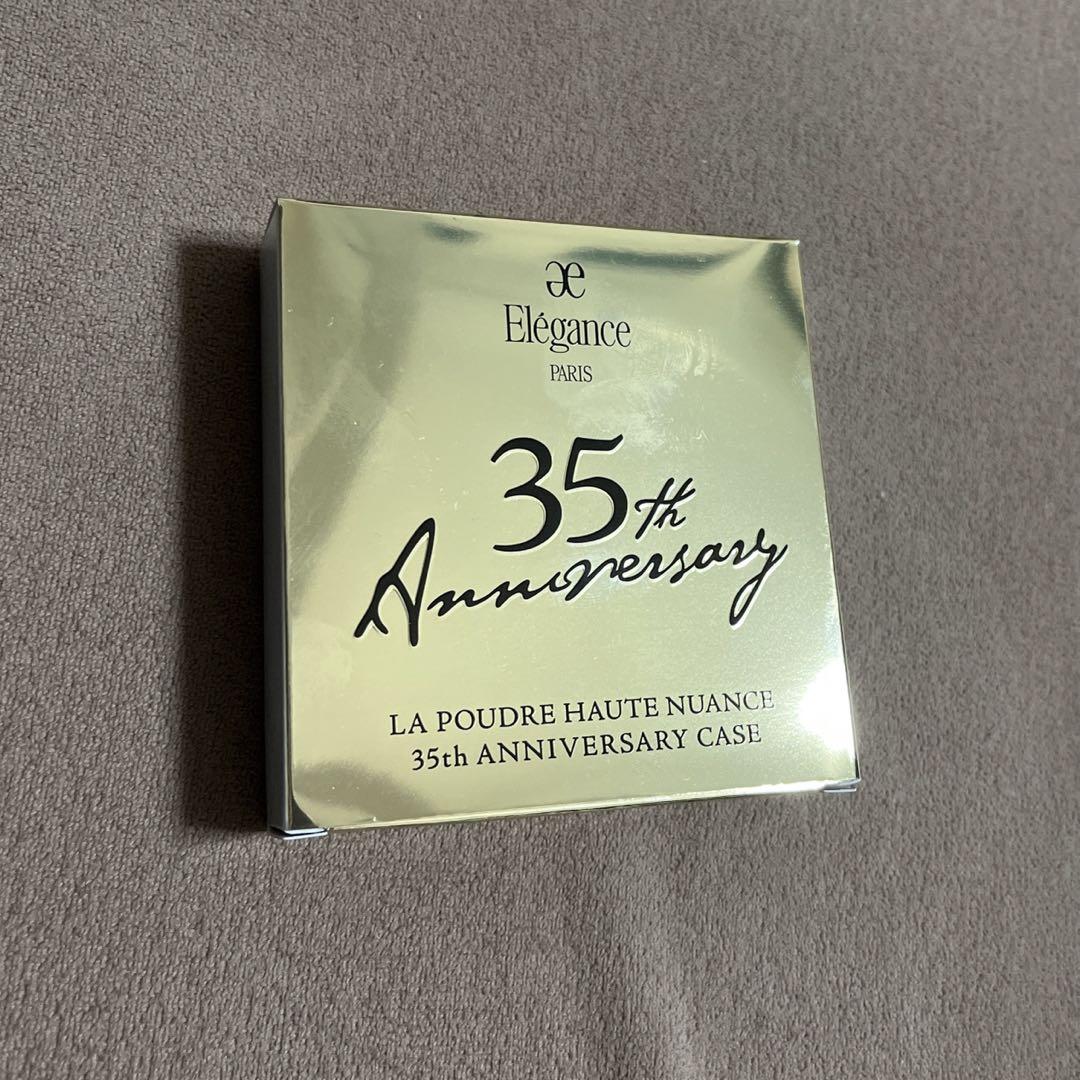 æ
Elégance
PARIS
35th
Anniversary
LA POUDRE HAUTE NUANCE
35th ANNIVERSARY CASE